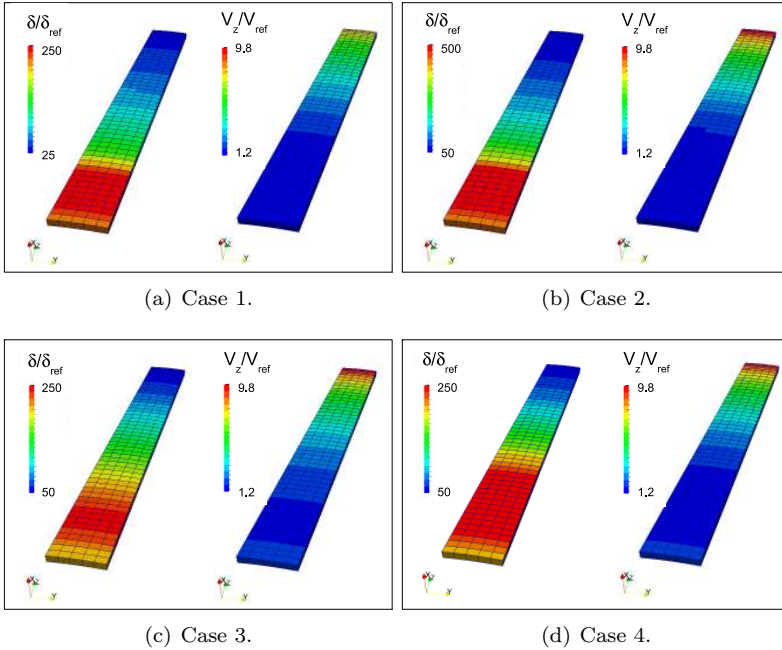 δ/δref
250
25
Vz/Vref
9.8
1.2
Y
Y
(a) Case 1.
δ/δref
500
50
Vz/Vref
9.8
1.2
Y
Y
(b) Case 2.
δ/δref
250
50
Vz/Vref
9.8
1.2
Y
Y
(c) Case 3.
δ/δref
250
50
Vz/Vref
9.8
1.2
Y
Y
(d) Case 4.